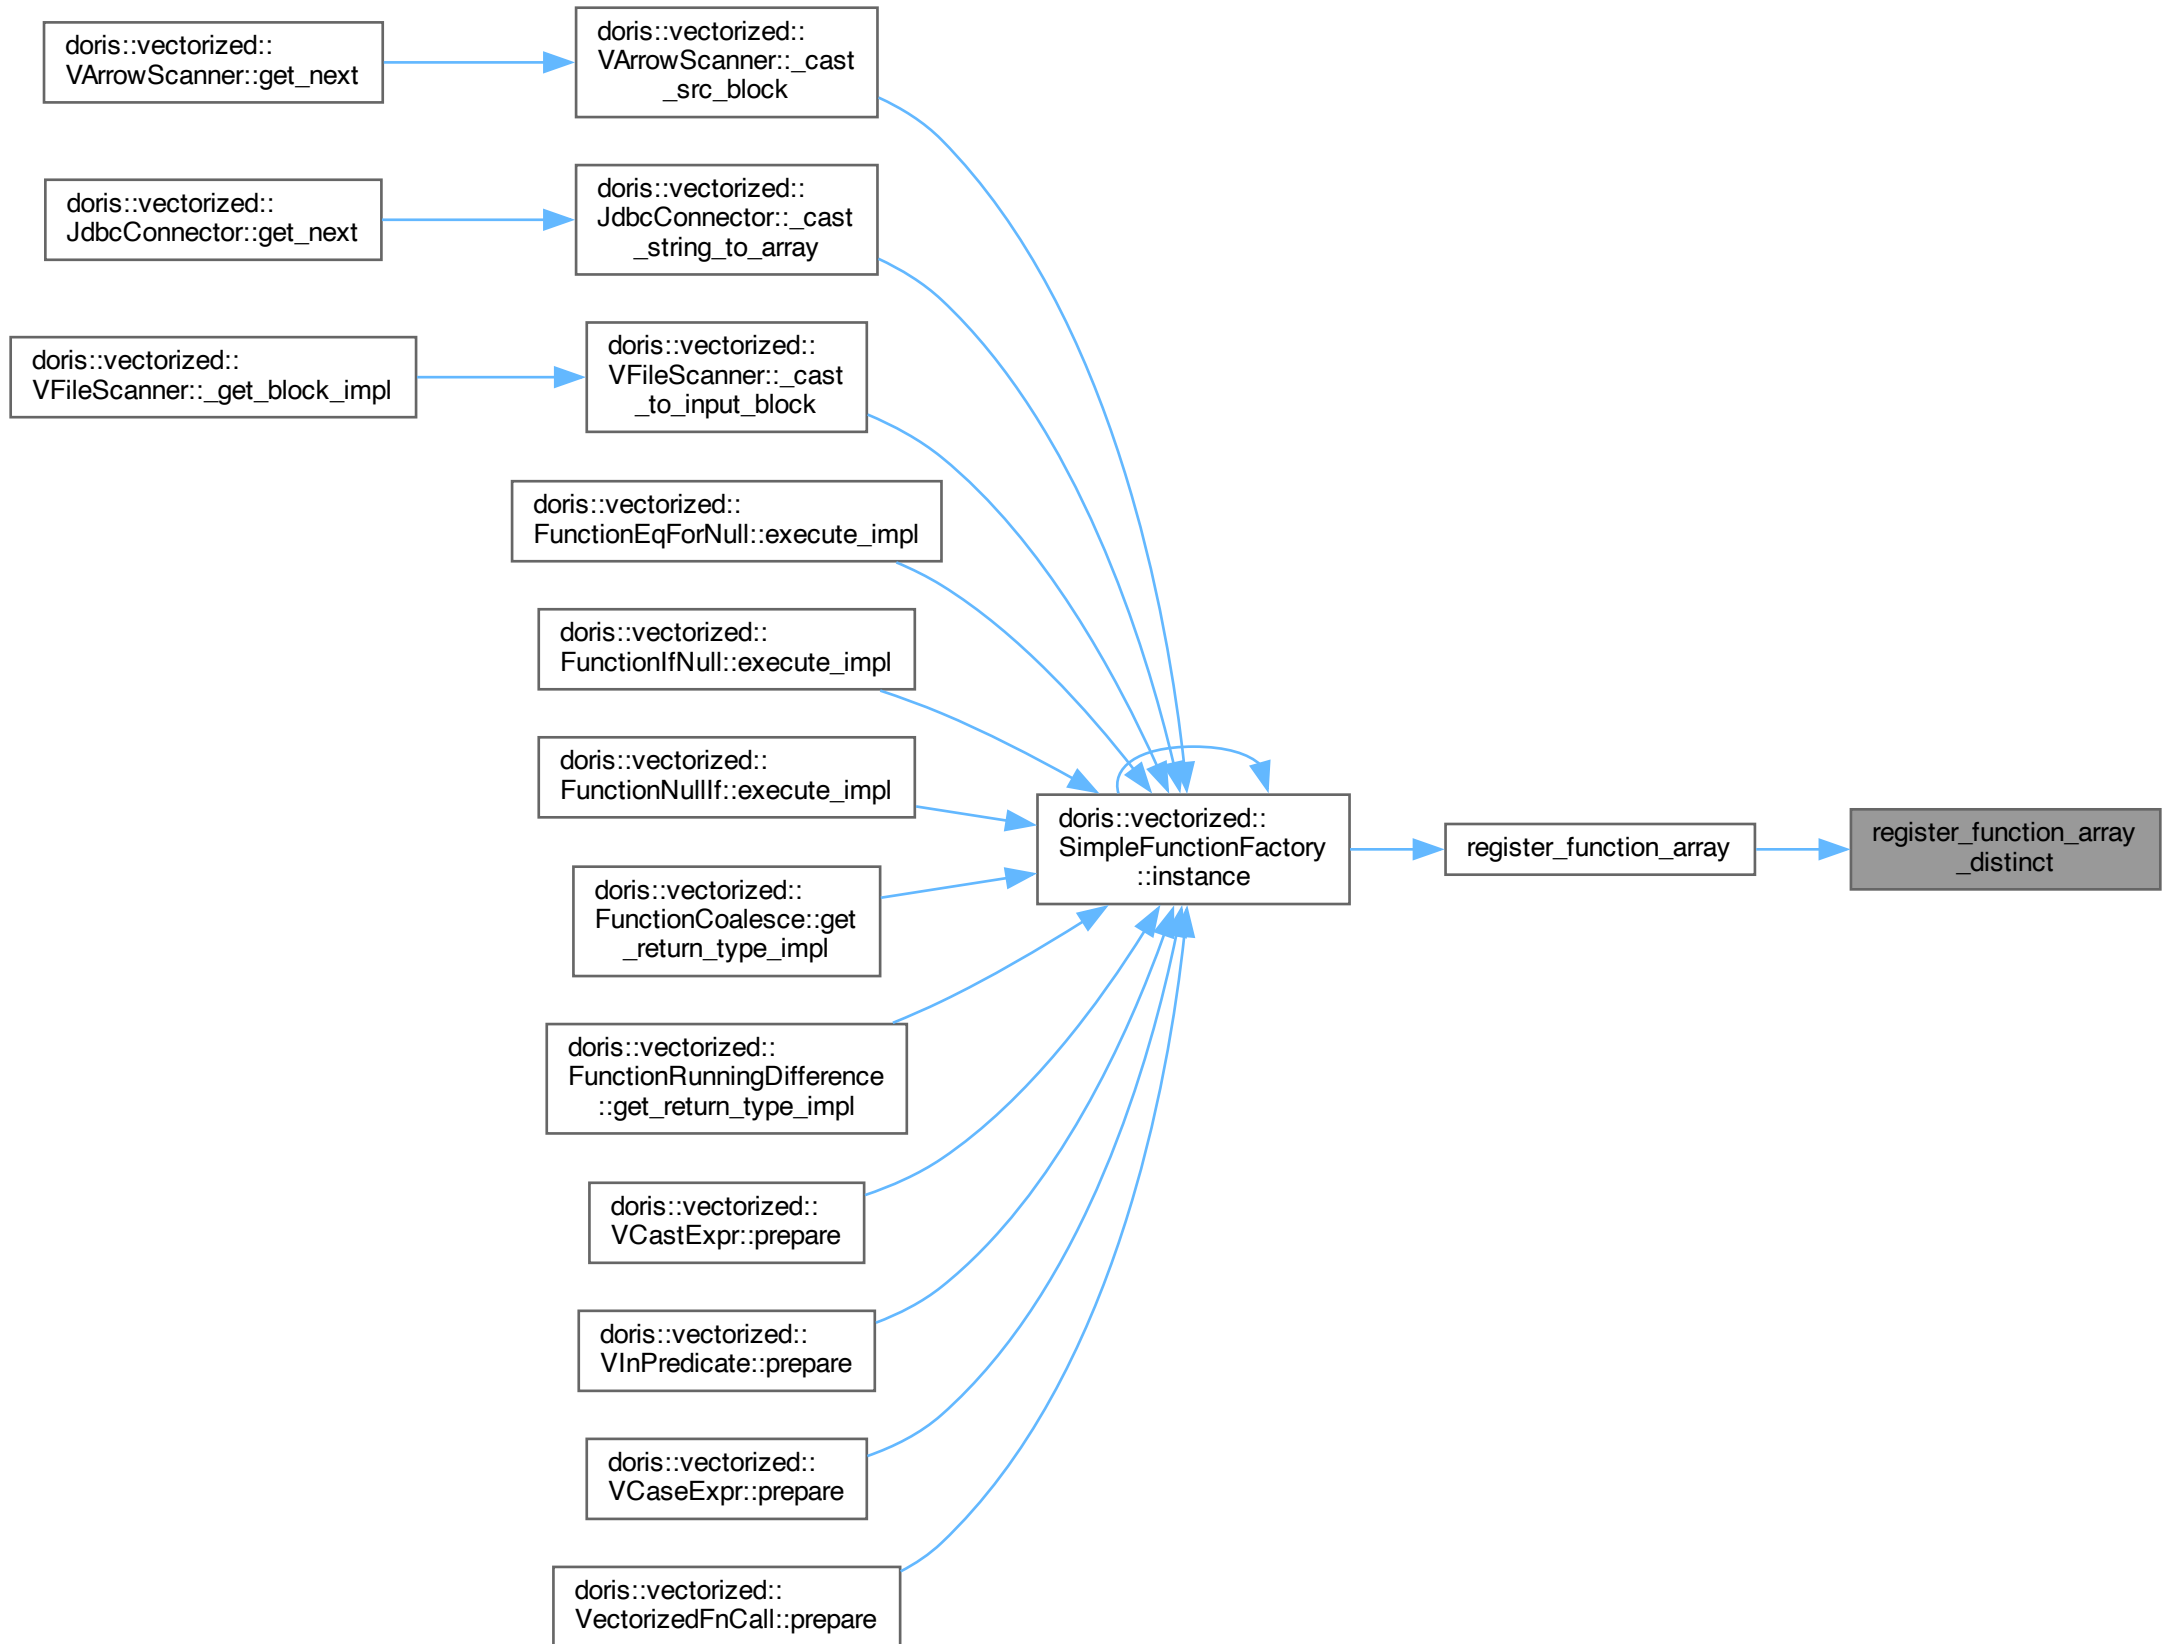 doris::vectorized::
VArrowScanner::get_next
doris::vectorized::
VArrowScanner::_cast
_src_block
doris::vectorized::
JdbcConnector::get_next
doris::vectorized::
JdbcConnector::_cast
_string_to_array
doris::vectorized::
VFileScanner::_get_block_impl
doris::vectorized::
VFileScanner::_cast
_to_input_block
doris::vectorized::
FunctionEqForNull::execute_impl
doris::vectorized::
FunctionIfNull::execute_impl
doris::vectorized::
FunctionNullIf::execute_impl
doris::vectorized::
SimpleFunctionFactory
::instance
register_function_array
register_function_array
_distinct
doris::vectorized::
FunctionCoalesce::get
_return_type_impl
doris::vectorized::
FunctionRunningDifference
::get_return_type_impl
doris::vectorized::
VCastExpr::prepare
doris::vectorized::
VInPredicate::prepare
doris::vectorized::
VCaseExpr::prepare
doris::vectorized::
VectorizedFnCall::prepare